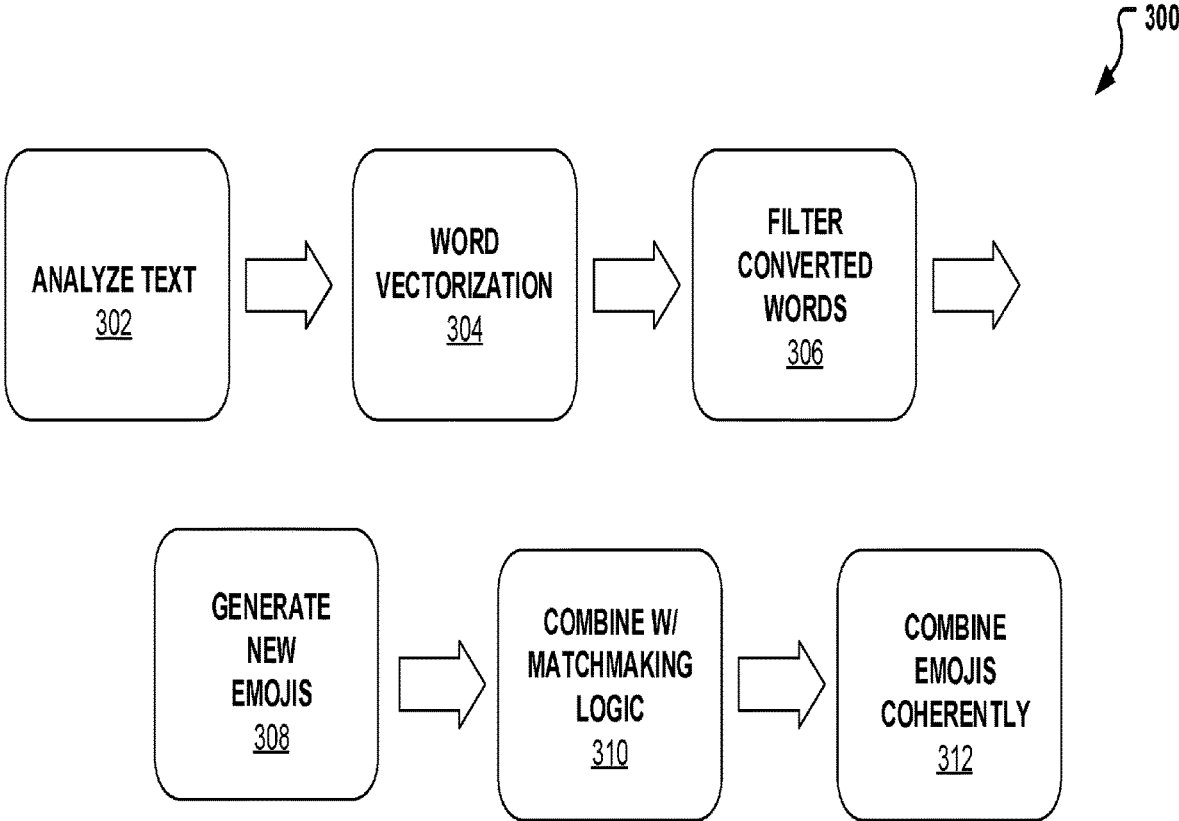 300
ANALYZE TEXT
302
WORD
VECTORIZATION
304
FILTER
CONVERTED
WORDS
306
GENERATE
NEW
EMOJIS
308
COMBINE W/
MATCHMAKING
LOGIC
310
COMBINE
EMOJIS
COHERENTLY
312